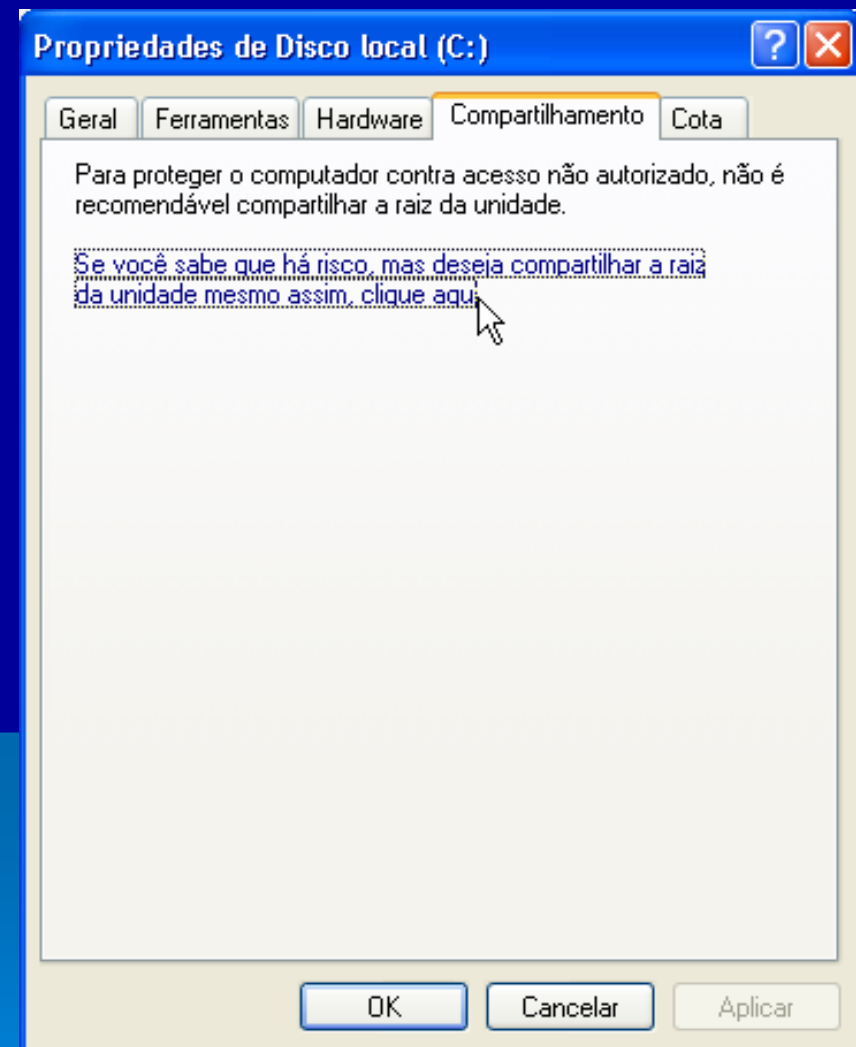 Propriedades de Disco local (C:)
Geral Ferramentas Hardware Compartilhamento Cota
Para proteger o computador contra acesso não autorizado, não é
recomendável compartilhar a raiz da unidade.
Se você sabe que há risco, mas deseja compartilhar a raiz
da unidade mesmo assim, clique aqui
OK Cancelar Aplicar